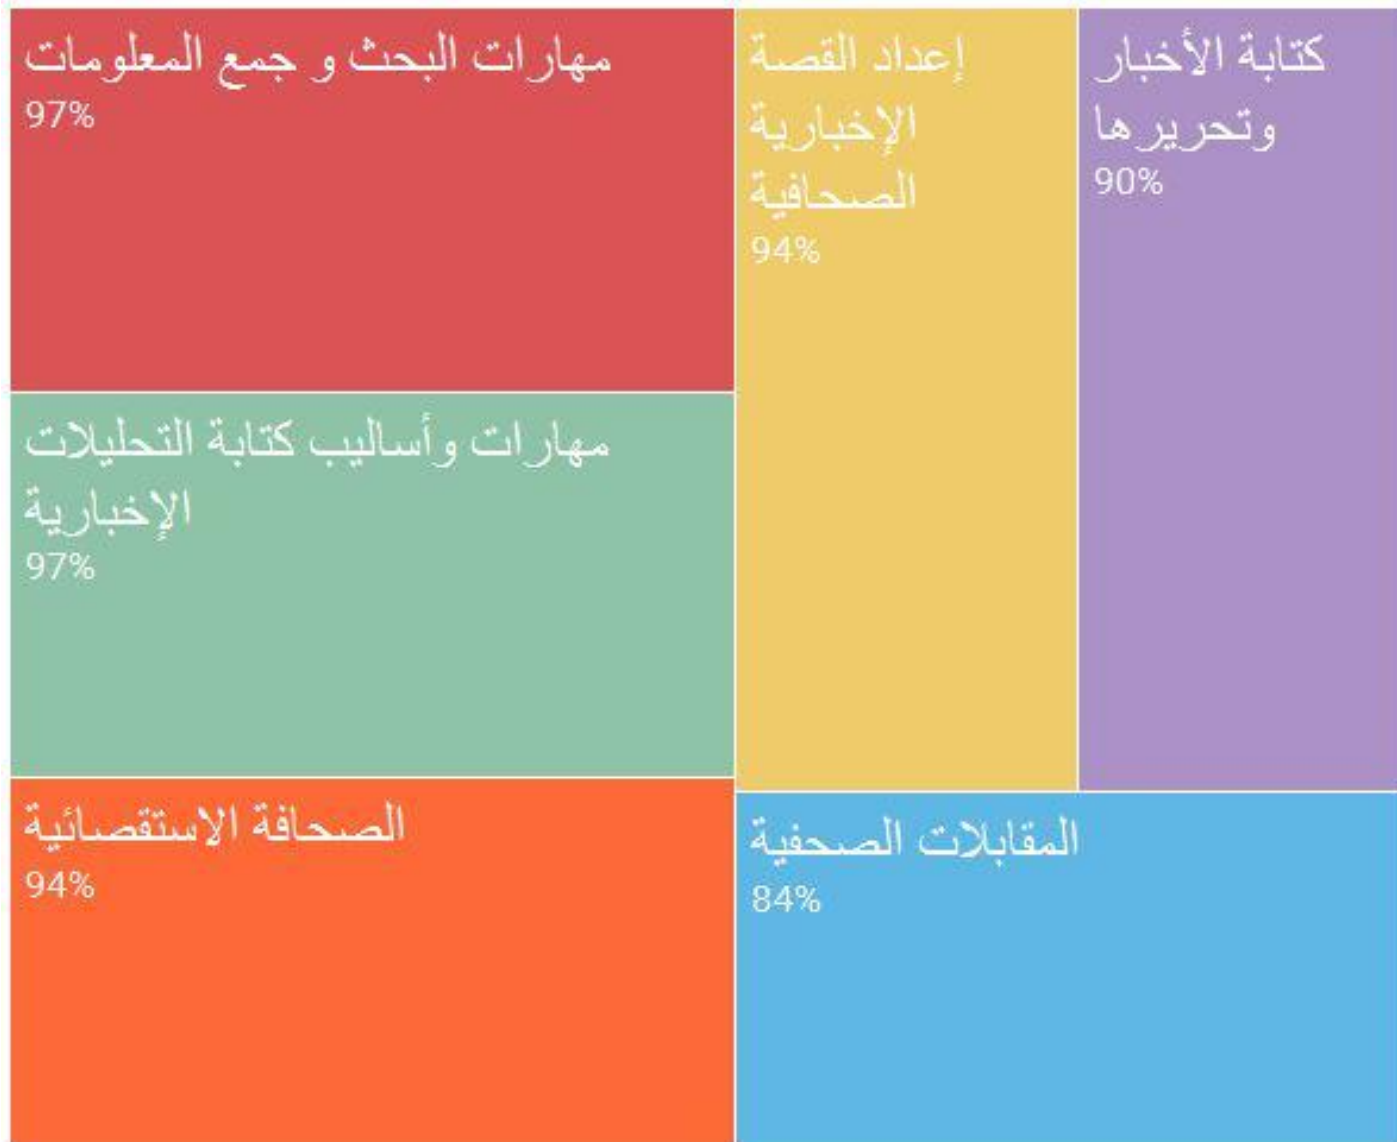 مهارات البحث و جمع المعلومات
97%
مهارات وأساليب كتابة التحليلات
الإخبارية
97%
الصحافة الاستقصائية
94%
إعداد القصة
الإخبارية
الصحافية
94%
كتابة الأخبار
وتحريرها
90%
المقابلات الصحفية
84%